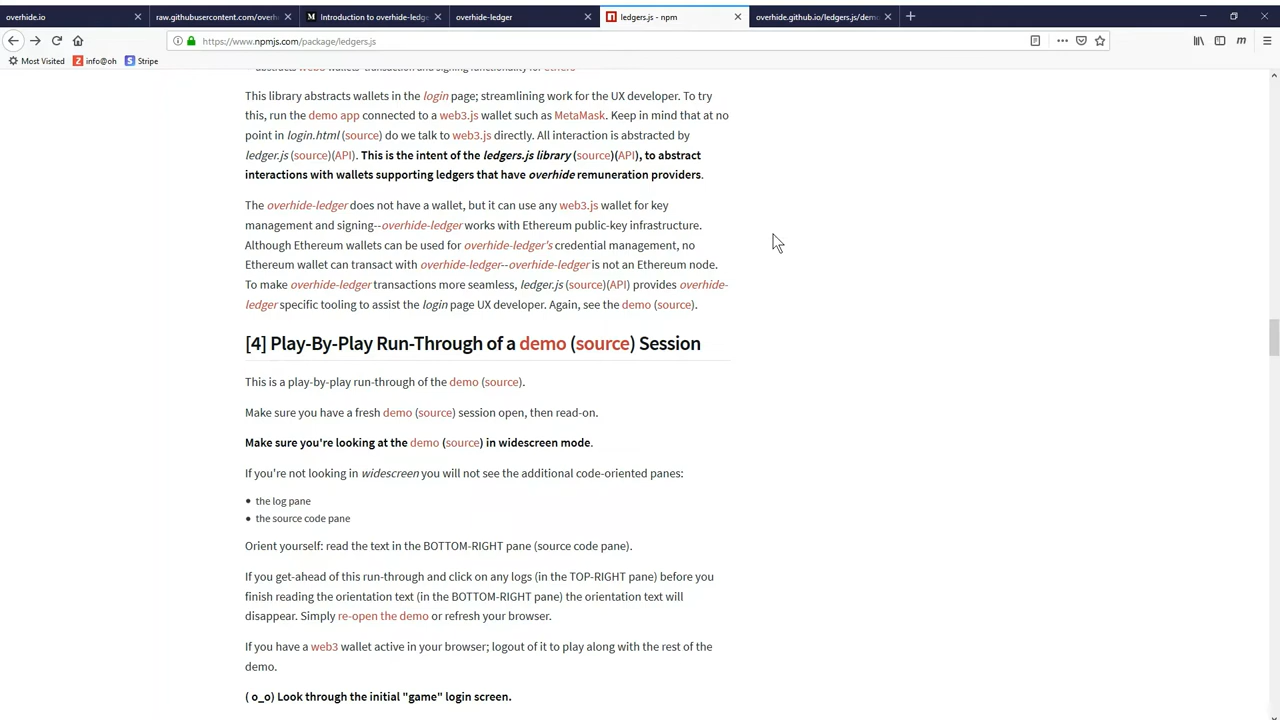 overhide.io
raw.githubusercontent.com/overh
Introduction to overhide-ledge
overhide-ledger
ledgers.js - npm
overhide.github.io/ledgers.js/demo
https://www.npmjs.com/package/ledgers.js
Most Visited
info@oh
Stripe
This library abstracts wallets in the login page; streamlining work for the UX developer. To try
this, run the demo app connected to a web3.js wallet such as MetaMask. Keep in mind that at no
point in login.html (source) do we talk to web3.js directly. All interaction is abstracted by
ledger.js (source)(API). This is the intent of the ledgers.js library (source)(API), to abstract
interactions with wallets supporting ledgers that have overhide remuneration providers.
The overhide-ledger does not have a wallet, but it can use any web3.js wallet for key
management and signing--overhide-ledger works with Ethereum public-key infrastructure.
Although Ethereum wallets can be used for overhide-ledger's credential management, no
Ethereum wallet can transact with overhide-ledger--overhide-ledger is not an Ethereum node.
To make overhide-ledger transactions more seamless, ledger.js (source)(API) provides overhide-
ledger specific tooling to assist the login page UX developer. Again, see the demo (source).
[4] Play-By-Play Run-Through of a demo (source) Session
This is a play-by-play run-through of the demo (source).
Make sure you have a fresh demo (source) session open, then read-on.
Make sure you're looking at the demo (source) in widescreen mode.
If you're not looking in widescreen you will not see the additional code-oriented panes:
• the log pane
• the source code pane
Orient yourself: read the text in the BOTTOM-RIGHT pane (source code pane).
If you get-ahead of this run-through and click on any logs (in the TOP-RIGHT pane) before you
finish reading the orientation text (in the BOTTOM-RIGHT pane) the orientation text will
disappear. Simply re-open the demo or refresh your browser.
If you have a web3 wallet active in your browser; logout of it to play along with the rest of the
demo.
( o_o) Look through the initial "game" login screen.